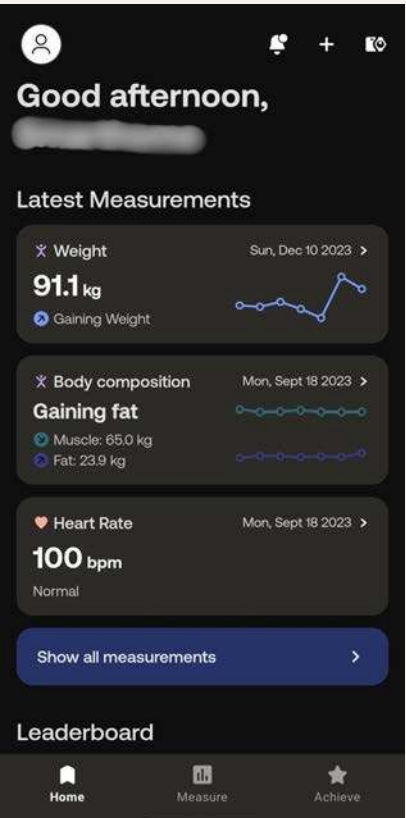 Good afternoon,
Latest Measurements
Weight
Sun, Dec 10 2023
91.1 kg
Gaining Weight
Body composition
Mon, Sept 18 2023
Gaining fat
Muscle: 65.0 kg
Fat: 23.9 kg
Heart Rate
Mon, Sept 18 2023
100 bpm
Normal
Show all measurements
Leaderboard
Home
Measure
Achieve